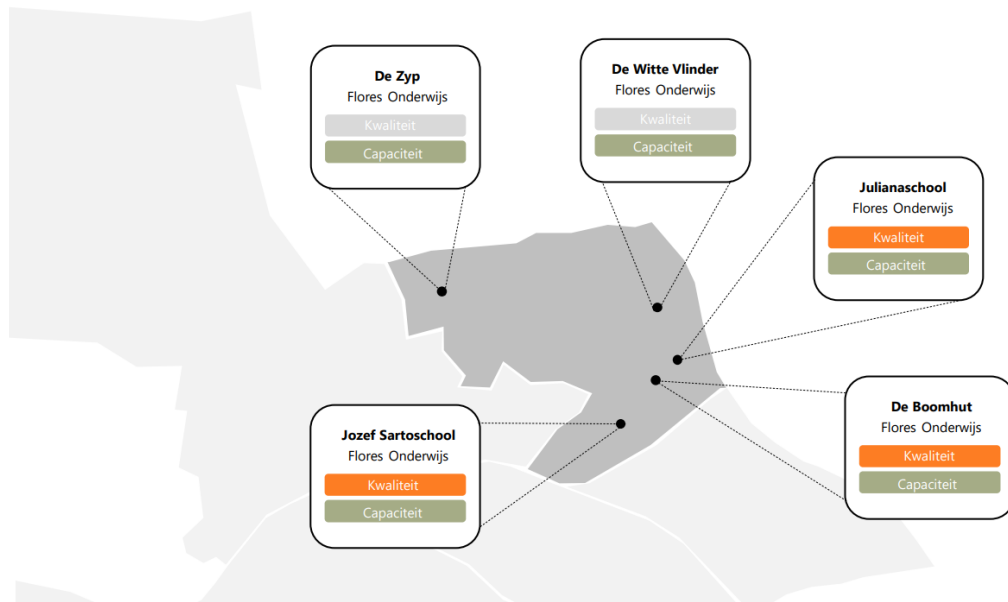 De Zyp
Flores Onderwijs
Kwaliteit
Capaciteit
De Witte Vlinder
Flores Onderwijs
Kwaliteit
Capaciteit
Julianaschool
Flores Onderwijs
Kwaliteit
Capaciteit
De Boomhut
Flores Onderwijs
Kwaliteit
Capaciteit
Jozef Sartoschool
Flores Onderwijs
Kwaliteit
Capaciteit